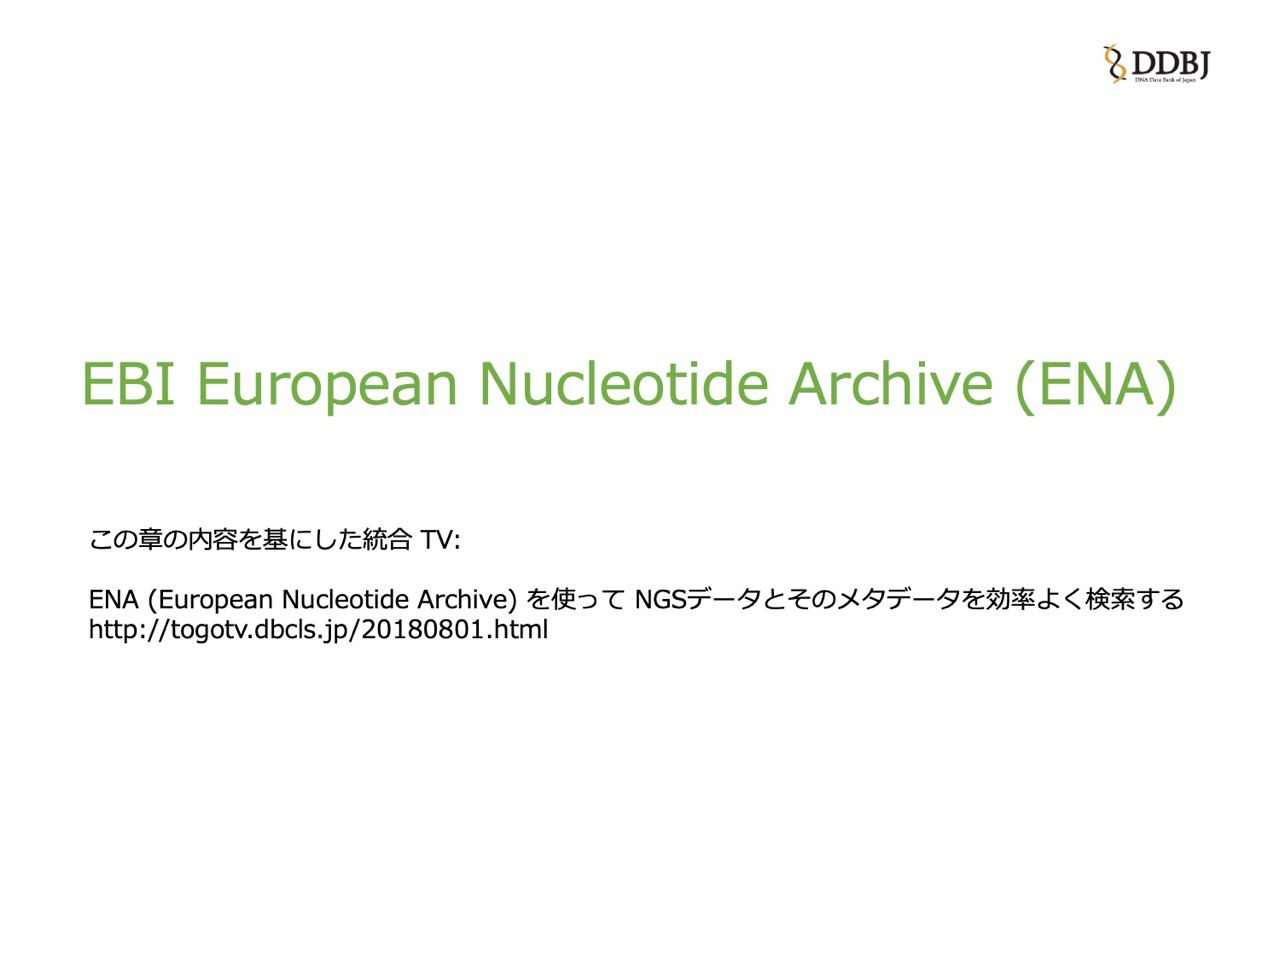 DDBJ
DNA Data Bank of Japan
EBI European Nucleotide Archive (ENA)
この章の内容を基にした統合 TV:
ENA (European Nucleotide Archive) を使って NGSデータとそのメタデータを効率よく検索する
http://togotv.dbcls.jp/20180801.html